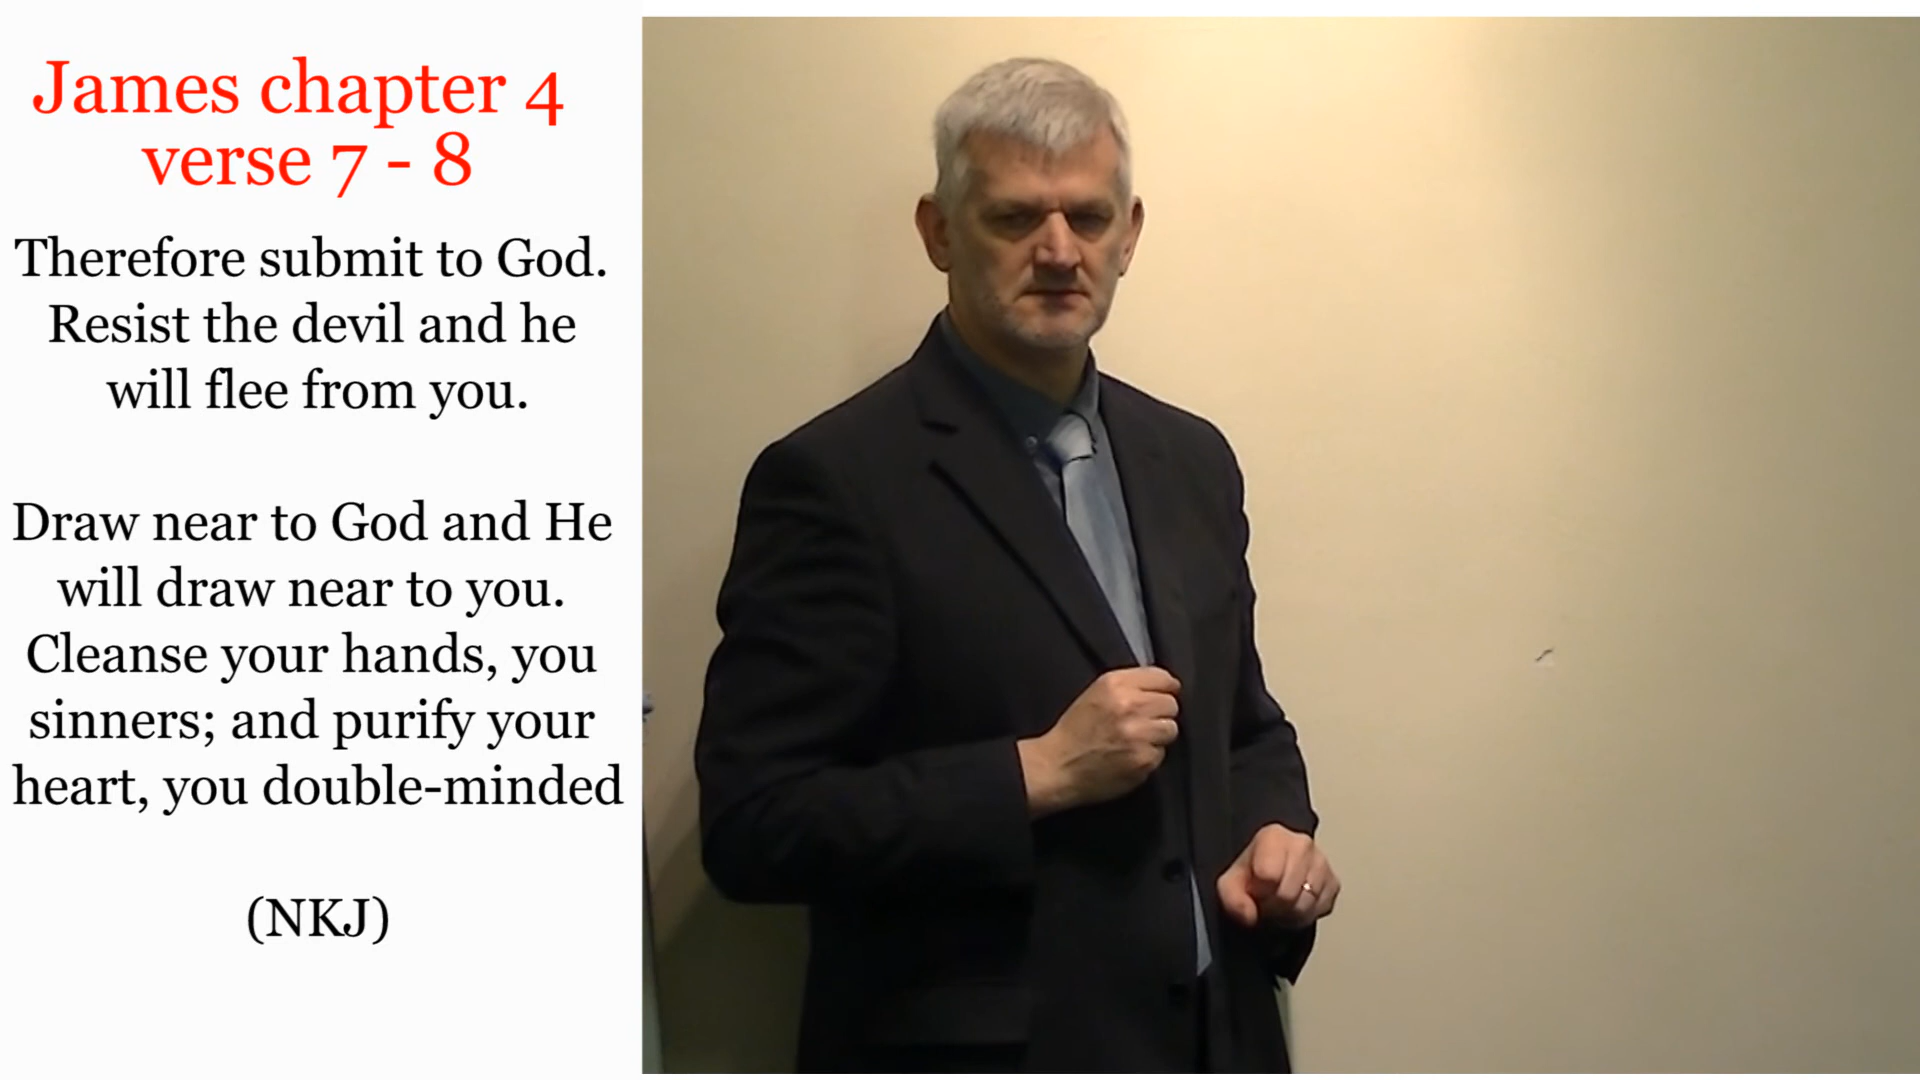 James chapter 4
verse 7 - 8
Therefore submit to God.
Resist the devil and he
will flee from you.
Draw near to God and He
will draw near to you.
Cleanse your hands, you
sinners; and purify your
heart, you double-minded
(NKJ)